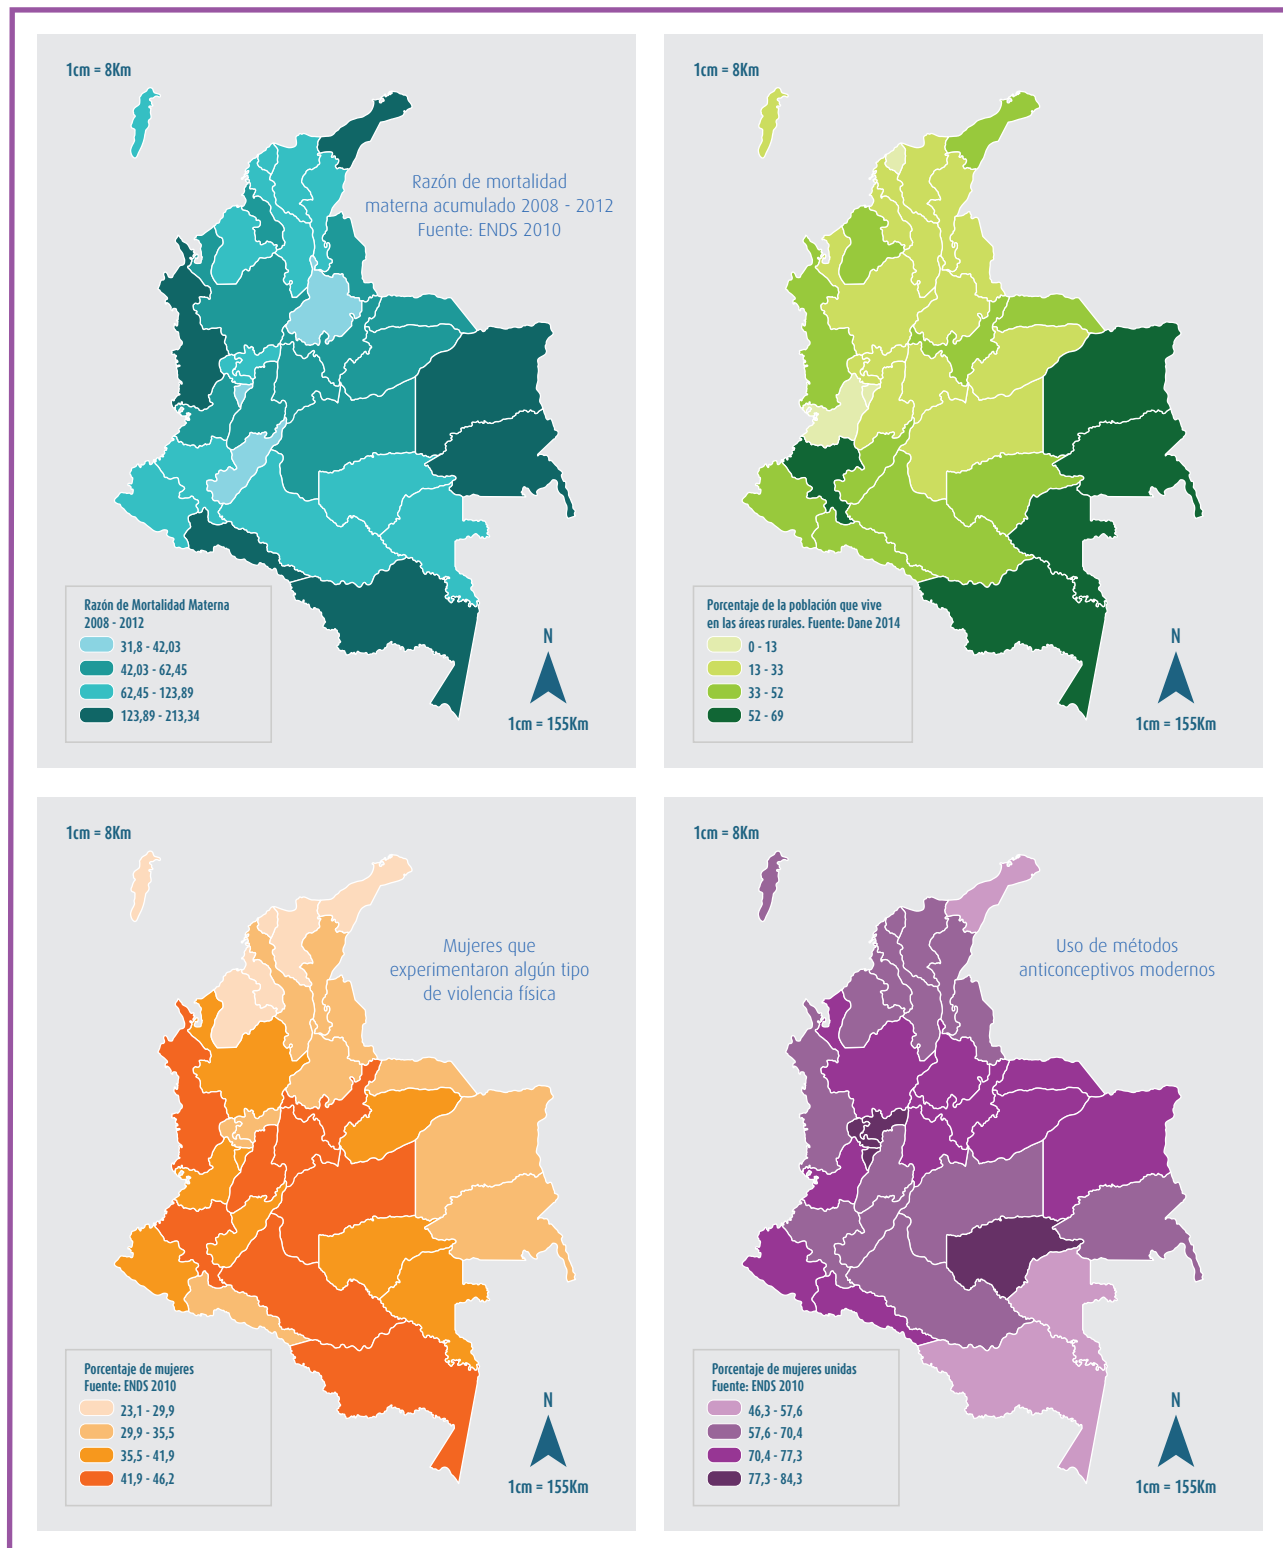 1cm = 8Km
Razón de mortalidad
materna acumulado 2008 - 2012
Fuente: ENDS 2010
Razón de Mortalidad Materna
2008 - 2012
31,8 - 42,03
42,03 - 62,45
62,45 - 123,89
123,89 - 213,34
N
1cm = 155Km
1cm = 8Km
Porcentaje de la población que vive
en las áreas rurales. Fuente: Dane 2014
0 - 13
13 - 33
33 - 52
52 - 69
N
1cm = 155Km
1cm = 8Km
Mujeres que
experimentaron algún tipo
de violencia física
Porcentaje de mujeres
Fuente: ENDS 2010
23,1 - 29,9
29,9 - 35,5
35,5 - 41,9
41,9 - 46,2
N
1cm = 155Km
1cm = 8Km
Uso de métodos
anticonceptivos modernos
Porcentaje de mujeres unidas
Fuente: ENDS 2010
46,3 - 57,6
57,6 - 70,4
70,4 - 77,3
77,3 - 84,3
N
1cm = 155Km